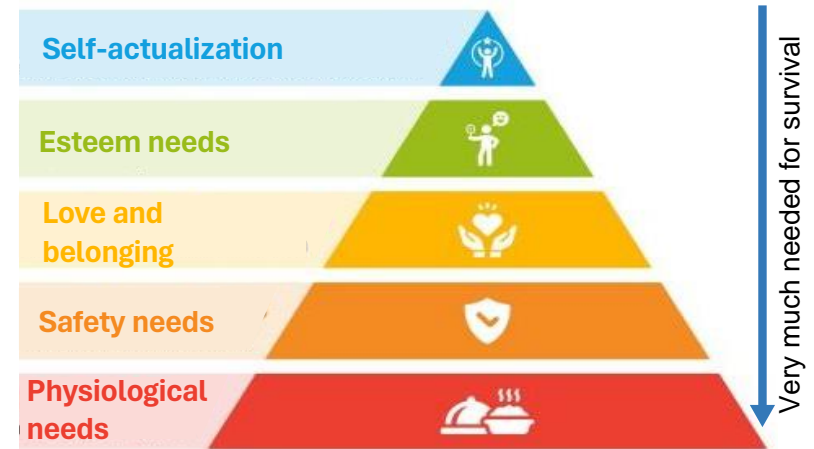 Self-actualization
Esteem needs
Love and
belonging
Safety needs
Physiological
needs
Very much needed for survival